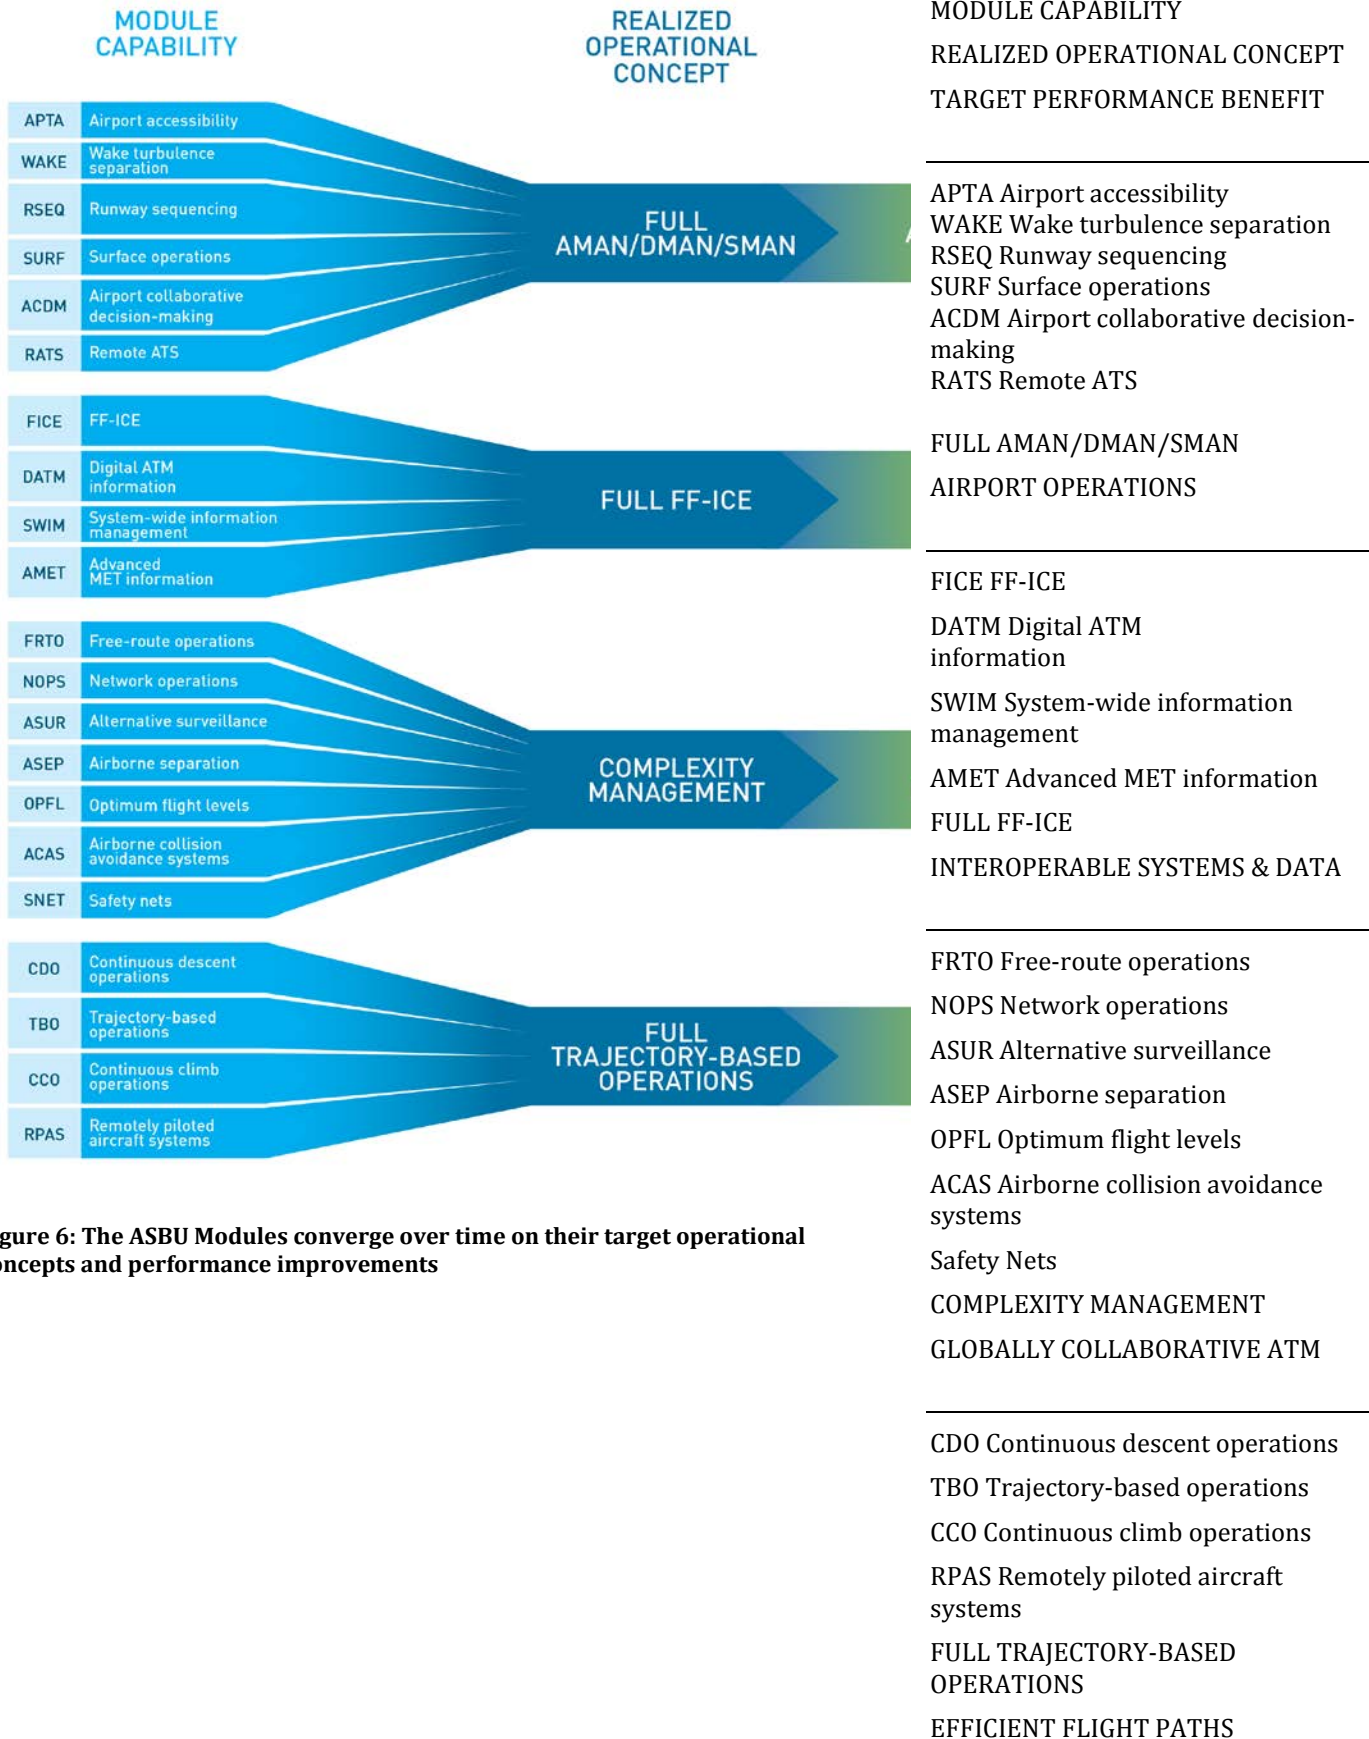 MODULE
CAPABILITY
REALIZED
OPERATIONAL
CONCEPT
APTA Airport accessibility
WAKE Wake turbulence
separation
RSEQ Runway sequencing
SURF Surface operations
ACDM Airport collaborative
decision-making
RATS Remote ATS
FULL
AMAN/DMAN/SMAN
FICE FF-ICE
DATM Digital ATM
information
SWIM System-wide information
management
AMET Advanced
MET information
FULL FF-ICE
FRTO Free-route operations
NOPS Network operations
ASUR Alternative surveillance
ASEP Airborne separation
OPFL Optimum flight levels
ACAS Airborne collision
avoidance systems
SNET Safety nets
COMPLEXITY
MANAGEMENT
CDO Continuous descent
operations
TBO Trajectory-based
operations
CCO Continuous climb
operations
RPAS Remotely piloted
aircraft systems
FULL
TRAJECTORY-BASED
OPERATIONS
gure 6: The ASBU Modules converge over time on their target operational
oncepts and performance improvements
MODULE CAPABILITY
REALIZED OPERATIONAL CONCEPT
TARGET PERFORMANCE BENEFIT
APTA Airport accessibility
WAKE Wake turbulence separation
RSEQ Runway sequencing
SURF Surface operations
ACDM Airport collaborative decision-
making
RATS Remote ATS
FULL AMAN/DMAN/SMAN
AIRPORT OPERATIONS
FICE FF-ICE
DATM Digital ATM
information
SWIM System-wide information
management
AMET Advanced MET information
FULL FF-ICE
INTEROPERABLE SYSTEMS & DATA
FRTO Free-route operations
NOPS Network operations
ASUR Alternative surveillance
ASEP Airborne separation
OPFL Optimum flight levels
ACAS Airborne collision avoidance
systems
Safety Nets
COMPLEXITY MANAGEMENT
GLOBALLY COLLABORATIVE ATM
CDO Continuous descent operations
TBO Trajectory-based operations
CCO Continuous climb operations
RPAS Remotely piloted aircraft
systems
FULL TRAJECTORY-BASED
OPERATIONS
EFFICIENT FLIGHT PATHS